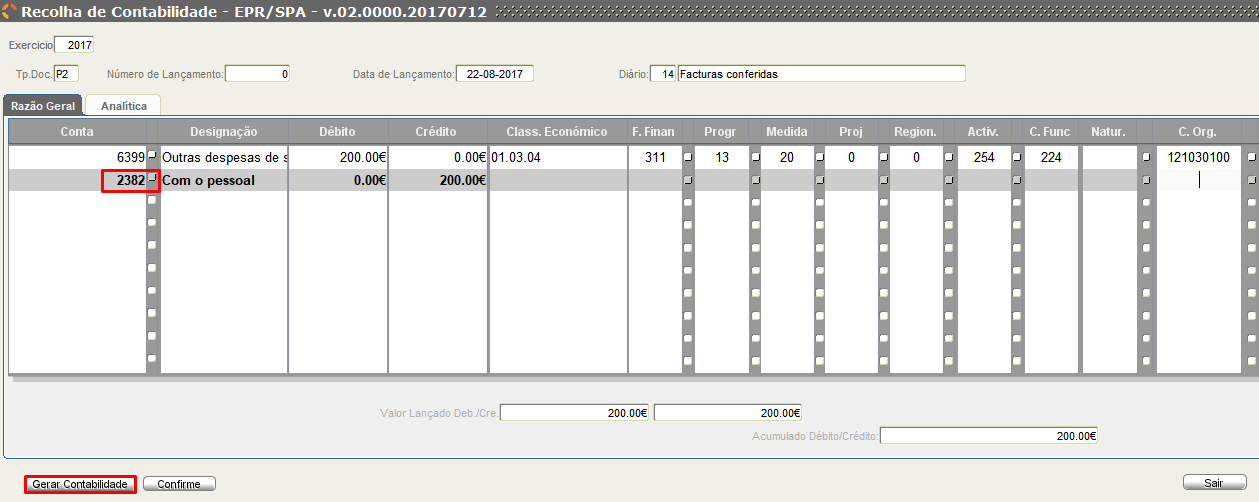 Recolha de Contabilidade - EPR/SPA - v.02.0000.20170712
Exercicio 2017
Tp.Doc. P2 Número de Lançamento: 0 Data de Lançamento: 22-08-2017 Diário: 14 Facturas conferidas
Razão Geral Analítica
Conta Designação Débito Crédito Class. Económico F. Finan Progr Medida Proj Region. Activ. C. Func Natur. C. Org.
6399 Outras despesas de s 200.00€ 0.00€ 01.03.04 311 13 20 0 0 254 224 121030100
2382 Com o pessoal 0.00€ 200.00€
Valor Lançado Deb./Cre. 200.00€ 200.00€
Acumulado Débito/Crédito: 200.00€
Gerar Contabilidade Confirme Sair